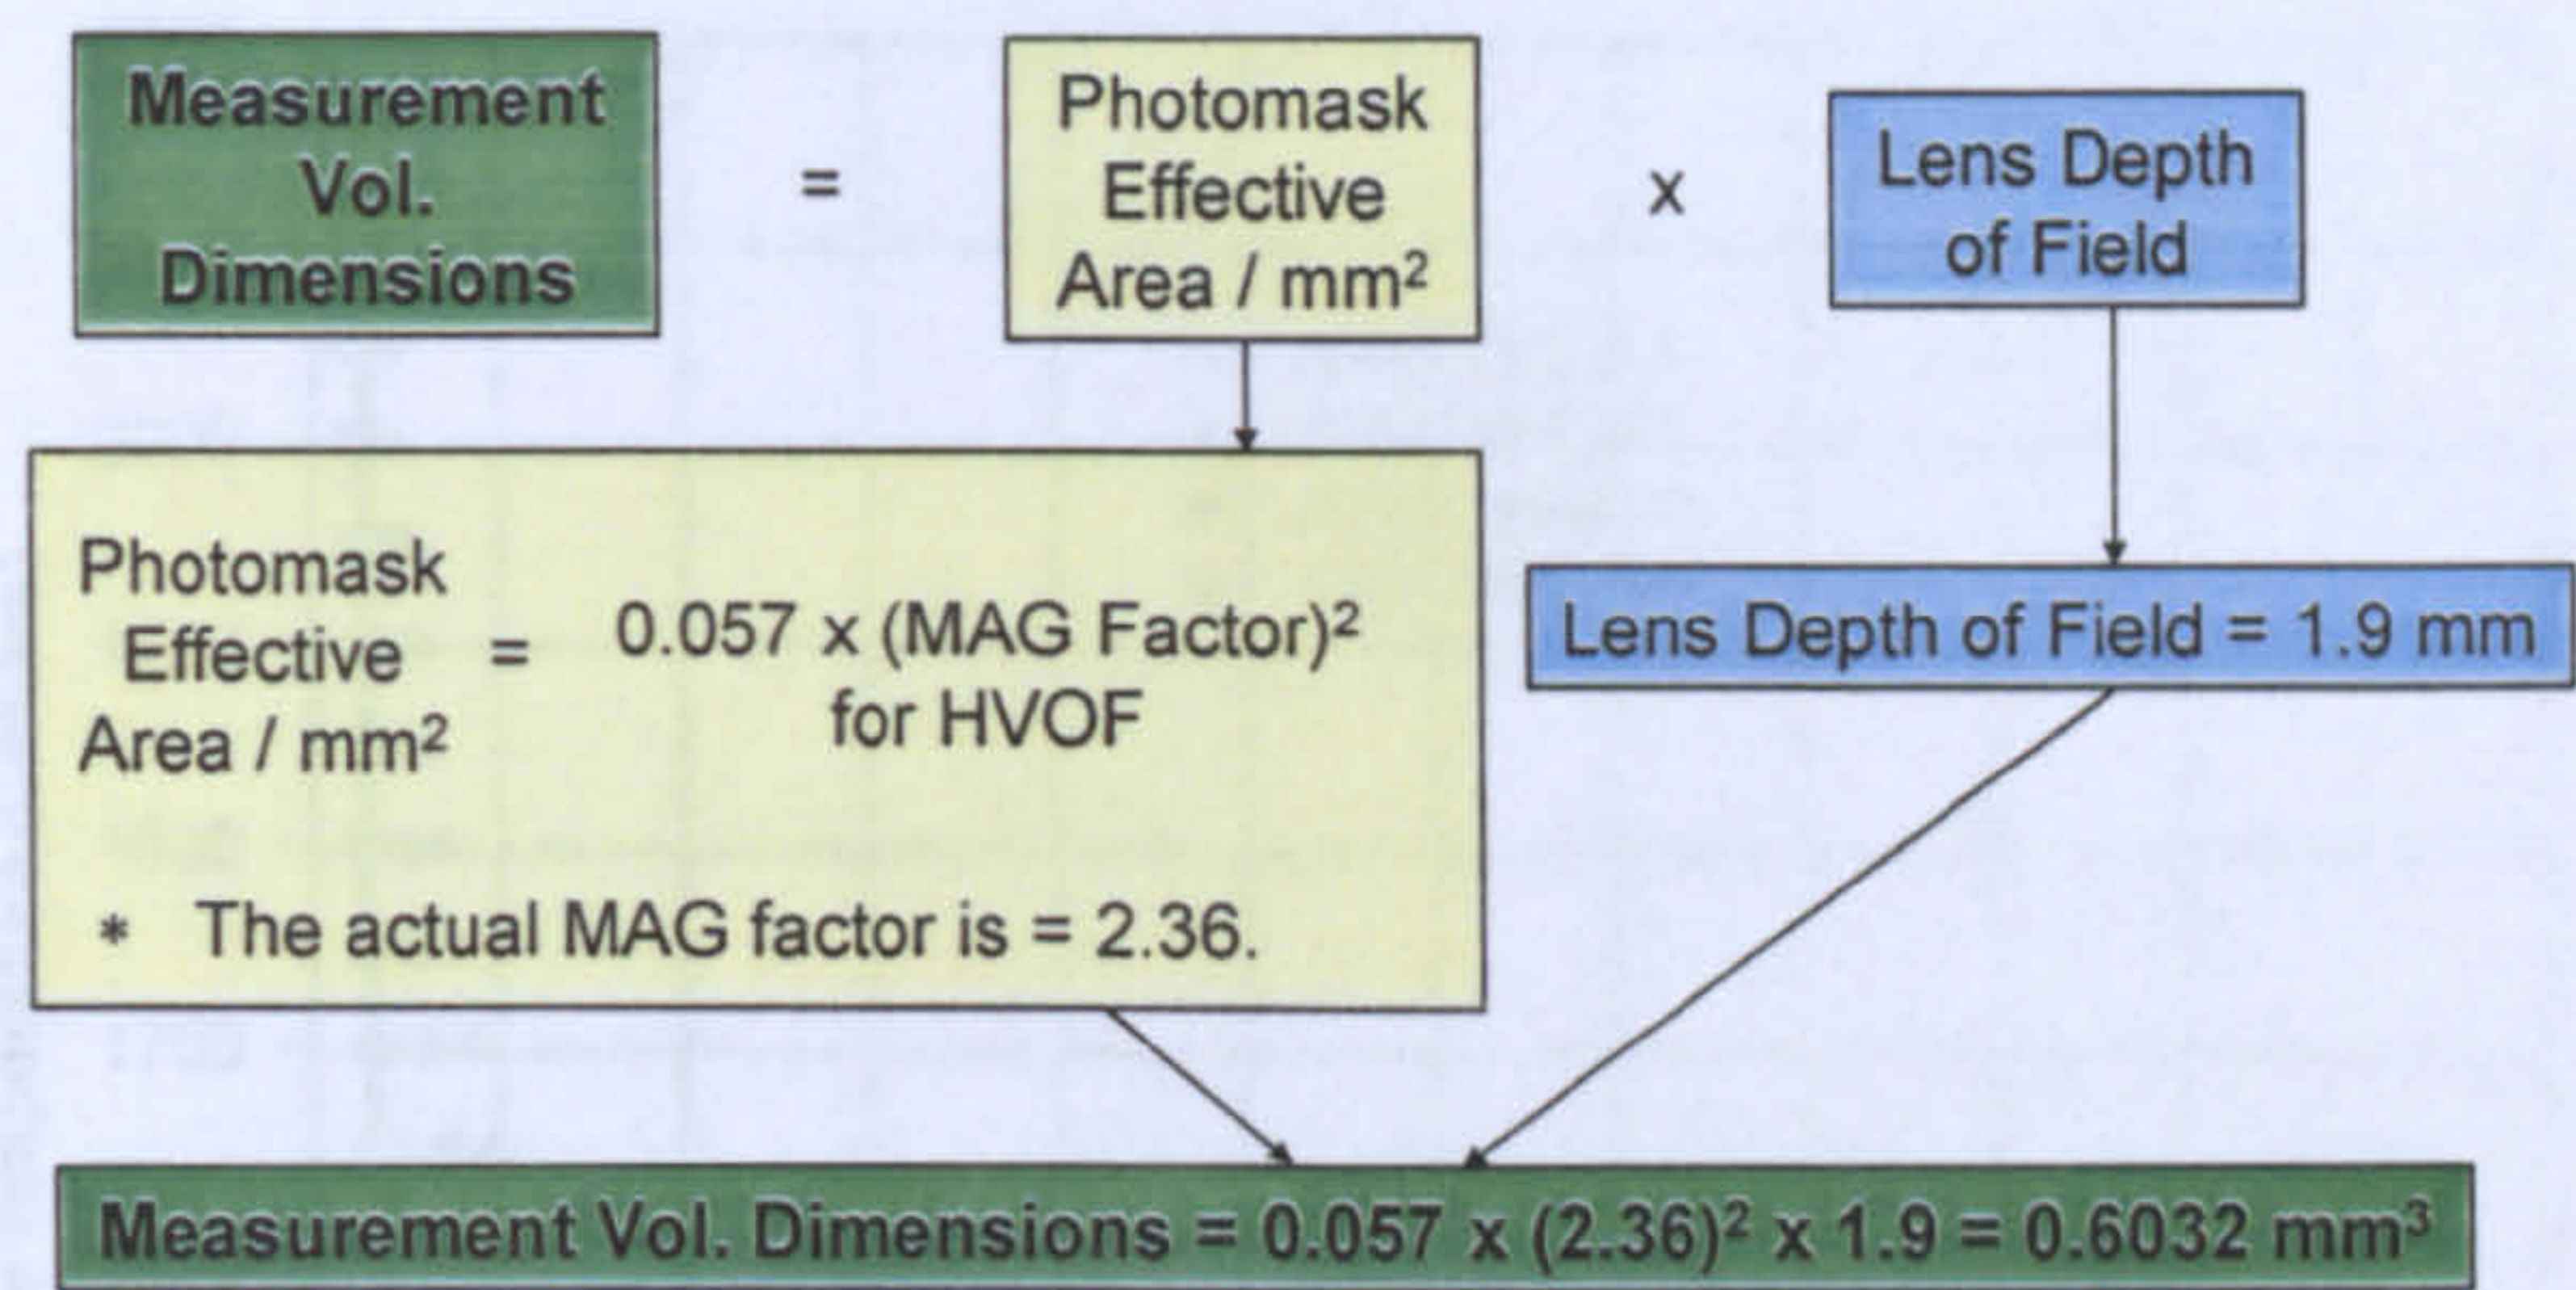 Measurement
Vol.
Dimensions
=
Photomask
Effective
Area / mm²
x
Lens Depth
of Field
Photomask
Effective
Area / mm²
=
0.057 x (MAG Factor)²
for HVOF
* The actual MAG factor is = 2.36.
Lens Depth of Field = 1.9 mm
Measurement Vol. Dimensions = 0.057 x (2.36)² x 1.9 = 0.6032 mm³